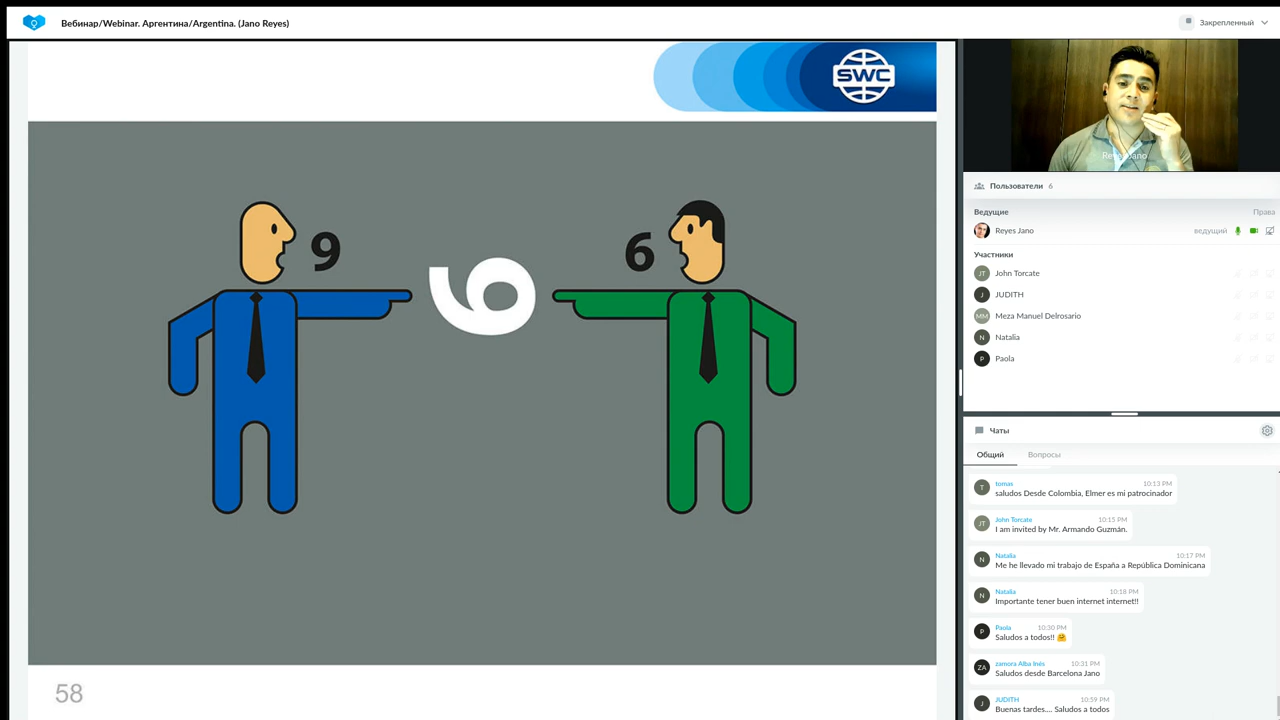 Вебинар/Webinar. Аргентина/Argentina. (Jano Reyes)
Закрепленный
SWC
9
6
6
58
Reyes Jano
Пользователи 6
Ведущие Права
Reyes Jano ведущий
Участники
JT John Torcate
J JUDITH
MM Meza Manuel Delrosario
N Natalia
P Paola
Чаты
Общий Вопросы
T tomas 10:13 PM
saludos Desde Colombia, Elmer es mi patrocinador
JT John Torcate 10:15 PM
I am invited by Mr. Armando Guzmán.
N Natalia 10:17 PM
Me he llevado mi trabajo de España a República Dominicana
N Natalia 10:18 PM
Importante tener buen internet internet!!
P Paola 10:30 PM
Saludos a todos!! 🤗
ZA zamora Alba Inés 10:31 PM
Saludos desde Barcelona Jano
J JUDITH 10:59 PM
Buenas tardes.... Saludos a todos